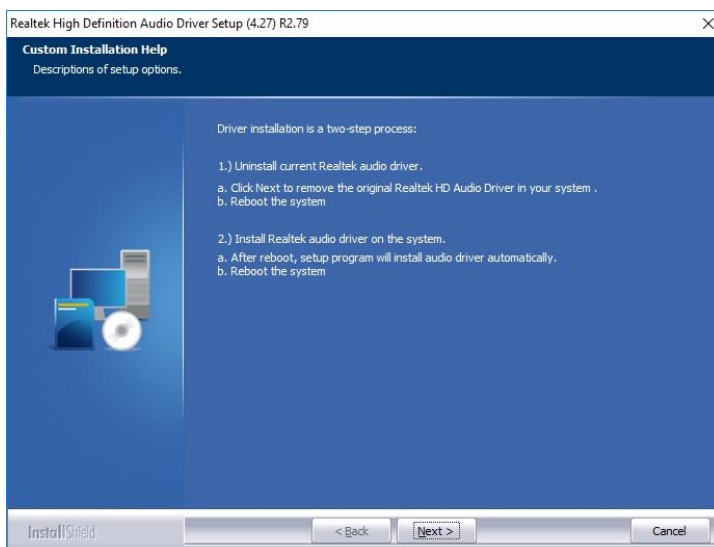 Realtek High Definition Audio Driver Setup (4.27) R2.79
Custom Installation Help
Descriptions of setup options.
Driver installation is a two-step process:
1.) Uninstall current Realtek audio driver.
a. Click Next to remove the original Realtek HD Audio Driver in your system .
b. Reboot the system
2.) Install Realtek audio driver on the system.
a. After reboot, setup program will install audio driver automatically.
b. Reboot the system
InstallShield
< Back
Next >
Cancel